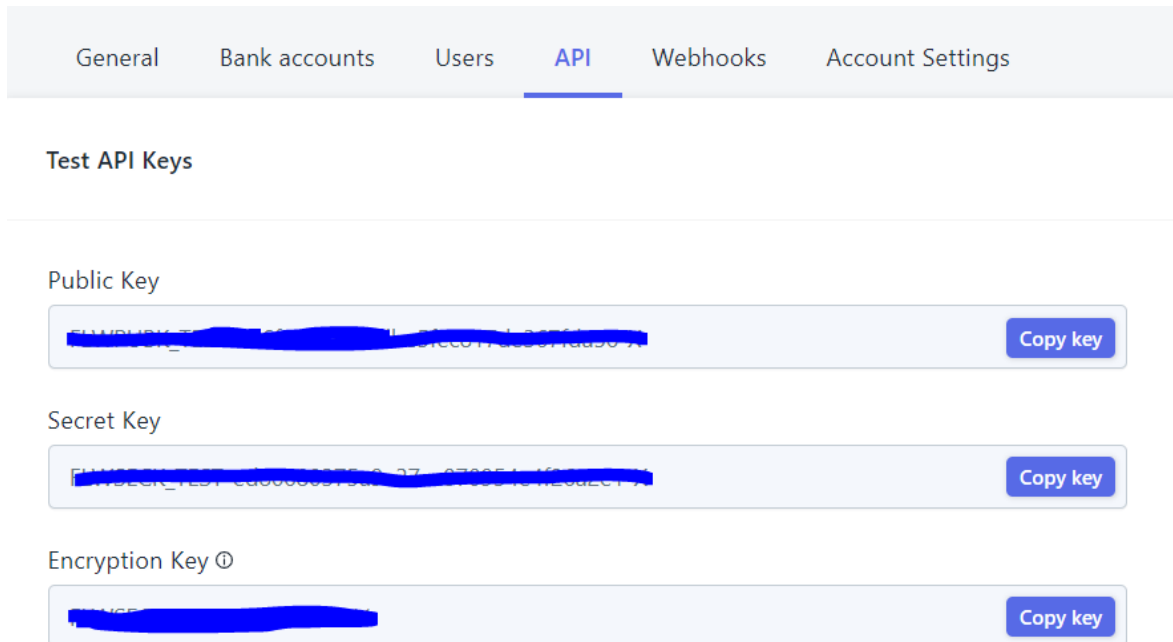 General Bank accounts Users API Webhooks Account Settings
Test API Keys
Public Key
Copy key
Secret Key
Copy key
Encryption Key ⓘ
Copy key